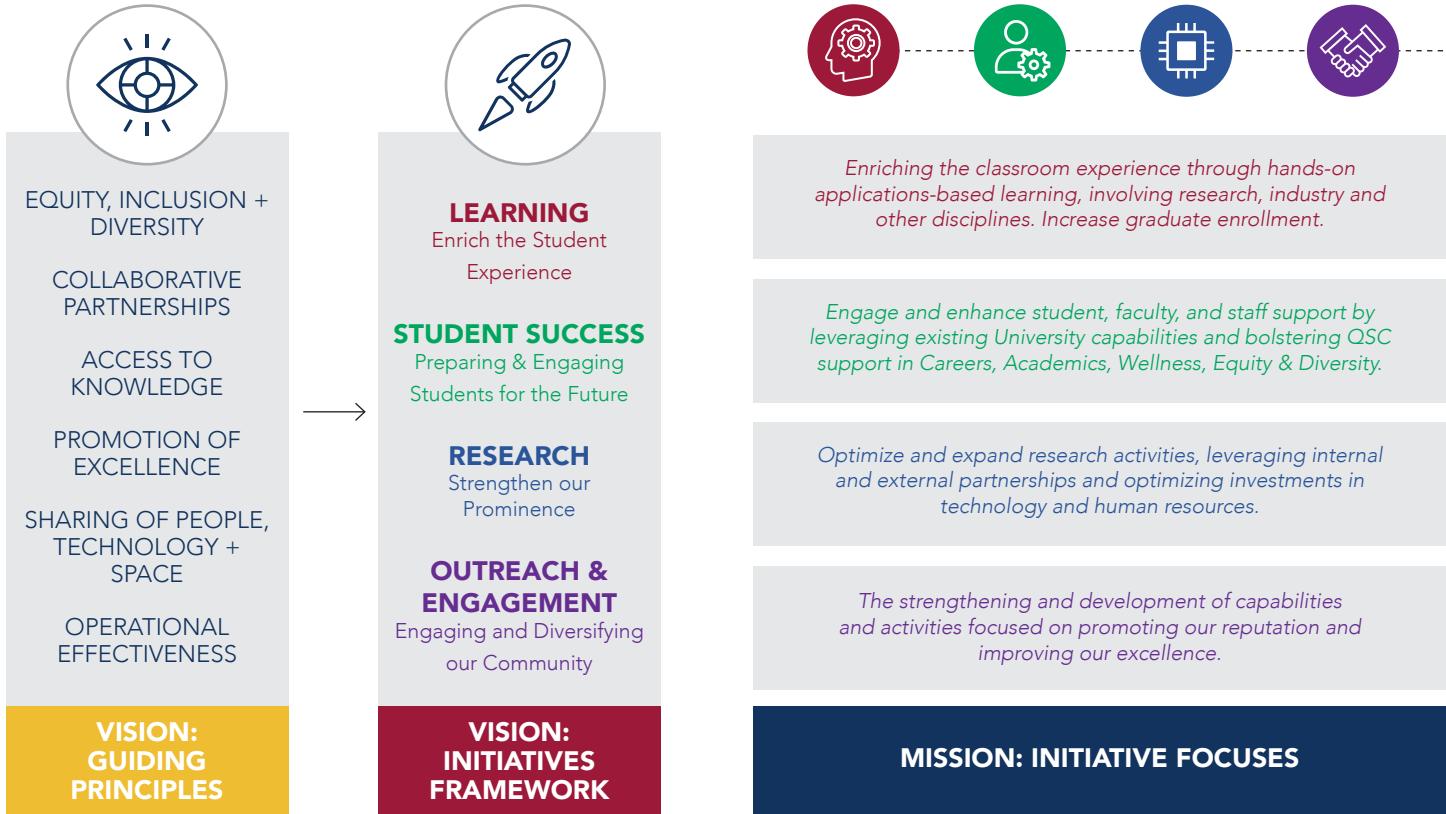 EQUITY, INCLUSION +
DIVERSITY
COLLABORATIVE
PARTNERSHIPS
ACCESS TO
KNOWLEDGE
PROMOTION OF
EXCELLENCE
SHARING OF PEOPLE,
TECHNOLOGY +
SPACE
OPERATIONAL
EFFECTIVENESS
VISION:
GUIDING
PRINCIPLES
LEARNING
Enrich the Student
Experience
STUDENT SUCCESS
Preparing & Engaging
Students for the Future
RESEARCH
Strengthen our
Prominence
OUTREACH &
ENGAGEMENT
Engaging and Diversifying
our Community
VISION:
INITIATIVES
FRAMEWORK
Enriching the classroom experience through hands-on
applications-based learning, involving research, industry and
other disciplines. Increase graduate enrollment.
Engage and enhance student, faculty, and staff support by
leveraging existing University capabilities and bolstering QSC
support in Careers, Academics, Wellness, Equity & Diversity.
Optimize and expand research activities, leveraging internal
and external partnerships and optimizing investments in
technology and human resources.
The strengthening and development of capabilities
and activities focused on promoting our reputation and
improving our excellence.
MISSION: INITIATIVE FOCUSES